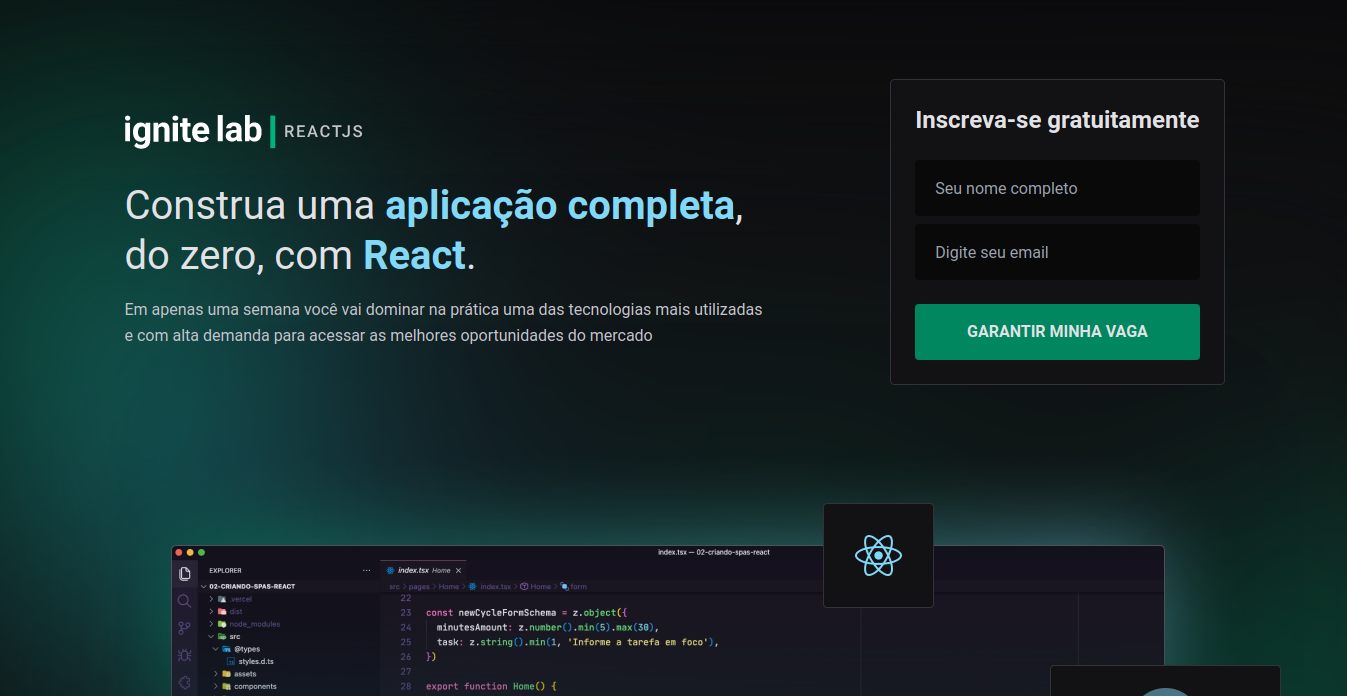 ignite lab | REACTJS
Construa uma aplicação completa,
do zero, com React.
Em apenas uma semana você vai dominar na prática uma das tecnologias mais utilizadas
e com alta demanda para acessar as melhores oportunidades do mercado
Inscreva-se gratuitamente
Seu nome completo
Digite seu email
GARANTIR MINHA VAGA
index.tsx — 02-criando-spas-react
EXPLORER ...
02-CRIANDO-SPAS-REACT
.vercel
dist
node_modules
src
@types
styles.d.ts
assets
components
index.tsx Home ×
src > pages > Home > index.tsx > Home > form
22
23 const newCycleFormSchema = z.object({
24 minutesAmount: z.number().min(5).max(30),
25 task: z.string().min(1, 'Informe a tarefa em foco'),
26 })
27
28 export function Home() {